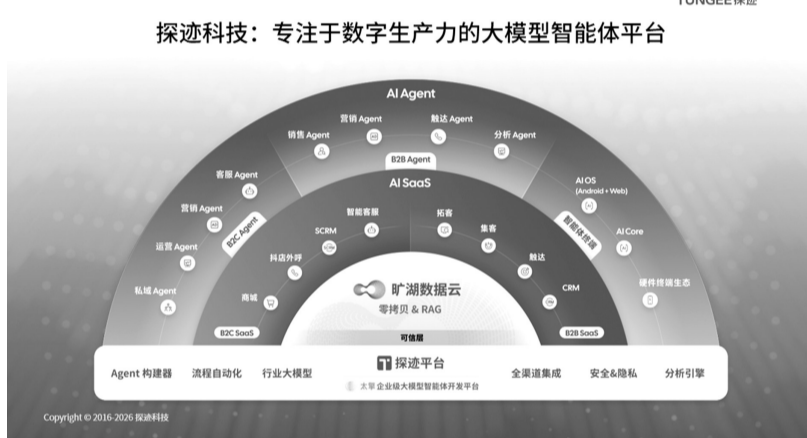 TUNGEE探迹
探迹科技：专注于数字生产力的大模型智能体平台
AI Agent
营销 Agent
触达 Agent
销售 Agent
分析 Agent
B2B Agent
客服 Agent
营销 Agent
运营 Agent
私域 Agent
B2C Agent
AI OS
(Android + Web)
AI Core
硬件终端生态
智能体终端
AI SaaS
智能客服
SCRM
抖店外呼
商城
B2C SaaS
拓客
集客
触达
CRM
B2B SaaS
旷湖数据云
零拷贝 & RAG
可信层
Agent 构建器
流程自动化
行业大模型
探迹平台
太擎 企业级大模型智能体开发平台
全渠道集成
安全&隐私
分析引擎
Copyright © 2016-2026 探迹科技